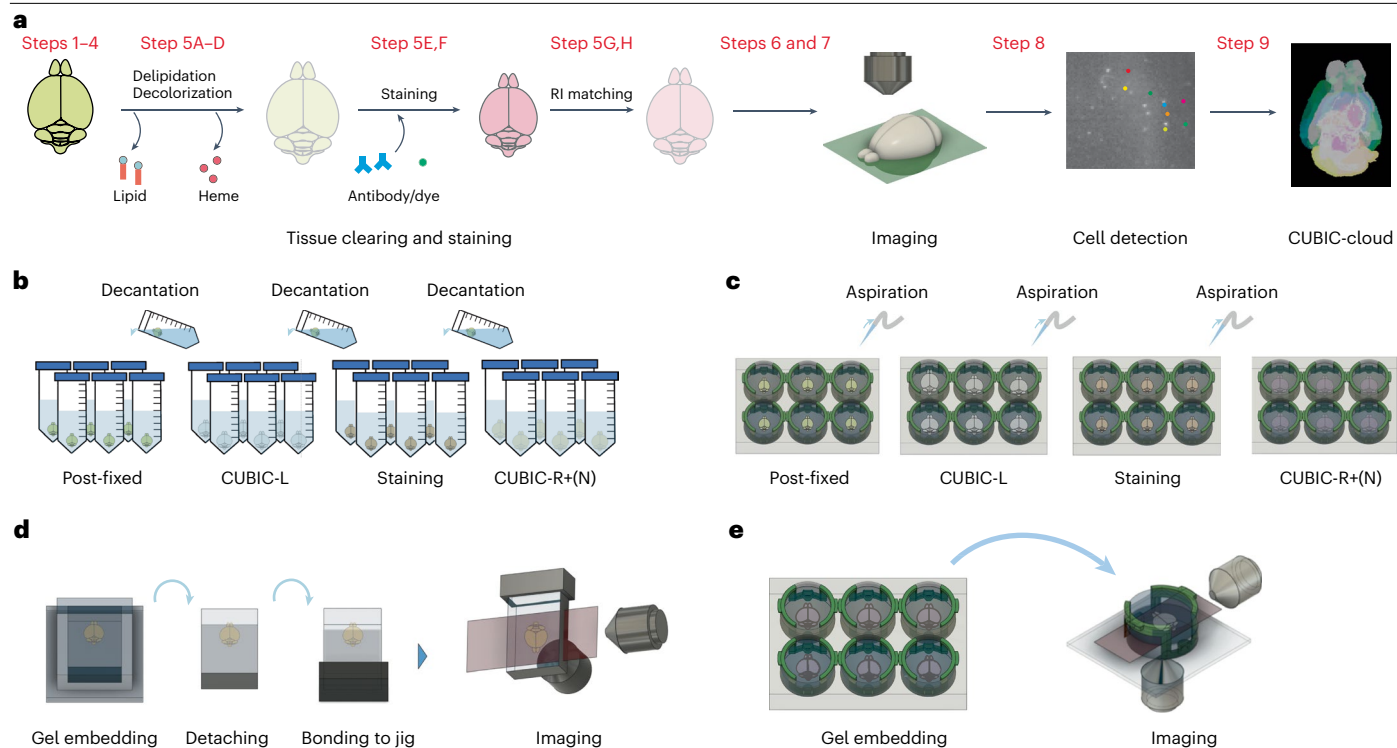 a
Steps 1–4
Step 5A–D
Step 5E,F
Step 5G,H
Steps 6 and 7
Step 8
Step 9
Delipidation
Decolorization
Staining
RI matching
Lipid
Heme
Antibody/dye
Tissue clearing and staining
Imaging
Cell detection
CUBIC-cloud
b
Decantation
Decantation
Decantation
Post-fixed
CUBIC-L
Staining
CUBIC-R+(N)
c
Aspiration
Aspiration
Aspiration
Post-fixed
CUBIC-L
Staining
CUBIC-R+(N)
d
Gel embedding
Detaching
Bonding to jig
Imaging
e
Gel embedding
Imaging